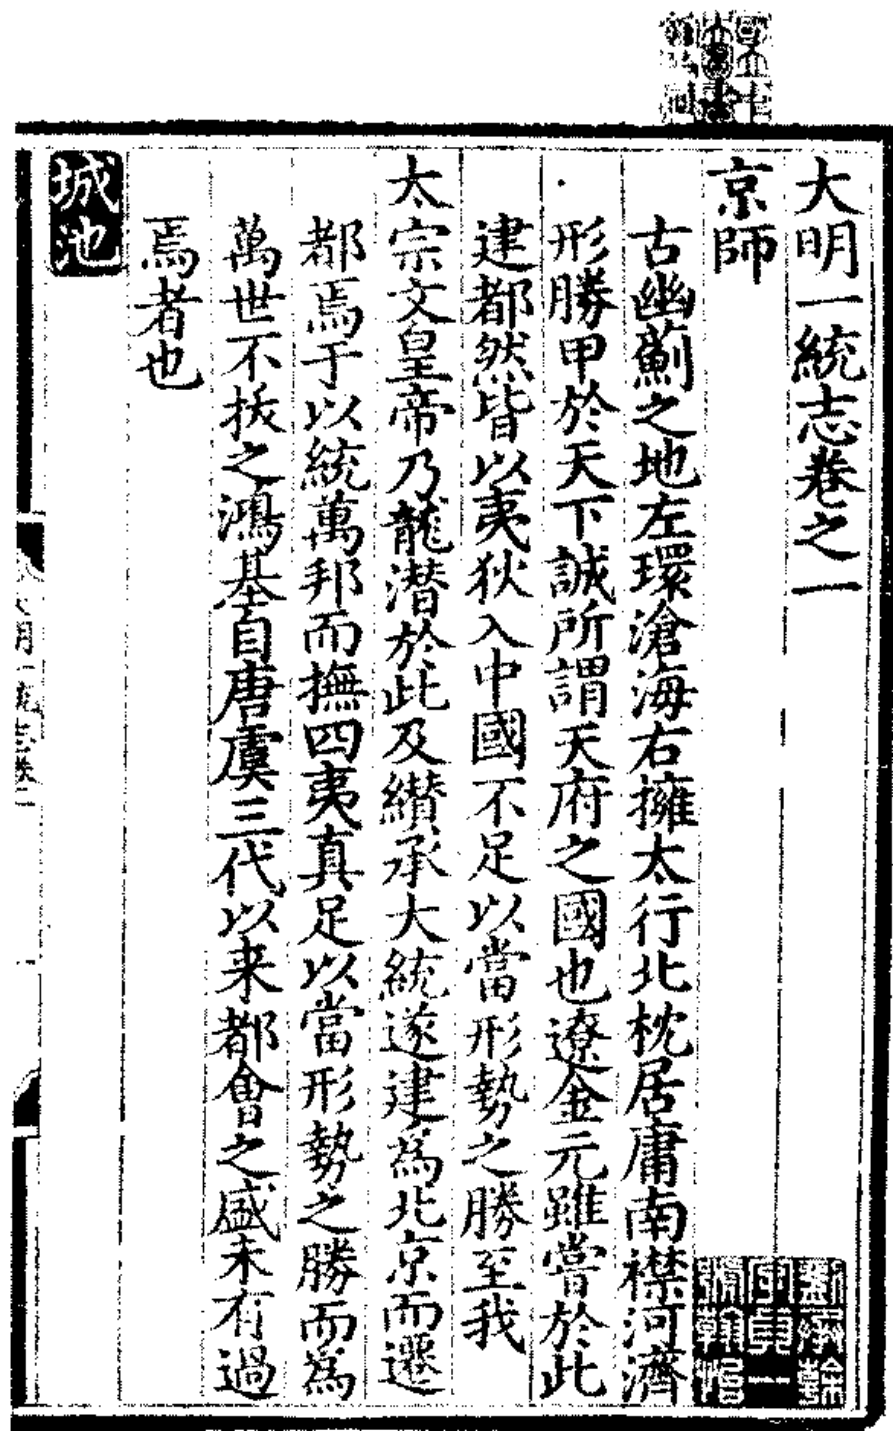 大明一統志卷之一
京師
古幽薊之地左環滄海右擁太行北枕居庸南襟河濟
形勝甲於天下誠所謂天府之國也遼金元雖嘗於此
建都然皆以夷狄入中國不足以當形勢之勝至我
太宗文皇帝乃龍潛於此及纘承大統遂建為北京而遷
都焉于以統萬邦而撫四夷真足以當形勢之勝而為
萬世不拔之鴻基自唐虞三代以来都會之盛未有過
焉者也
城池